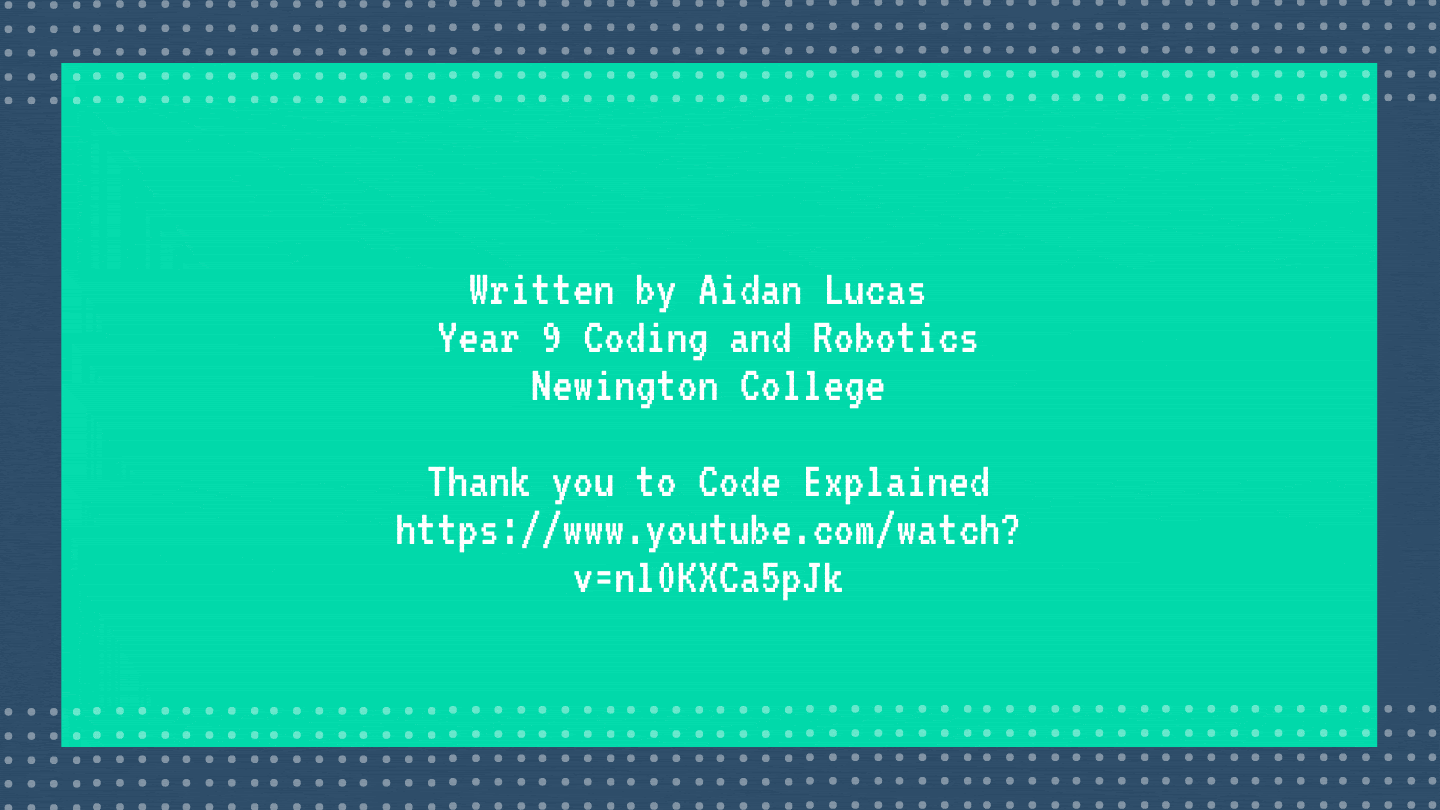 Written by Aidan Lucas
Year 9 Coding and Robotics
Newington College
Thank you to Code Explained
https://www.youtube.com/watch?
v=nl0KXCa5pJk